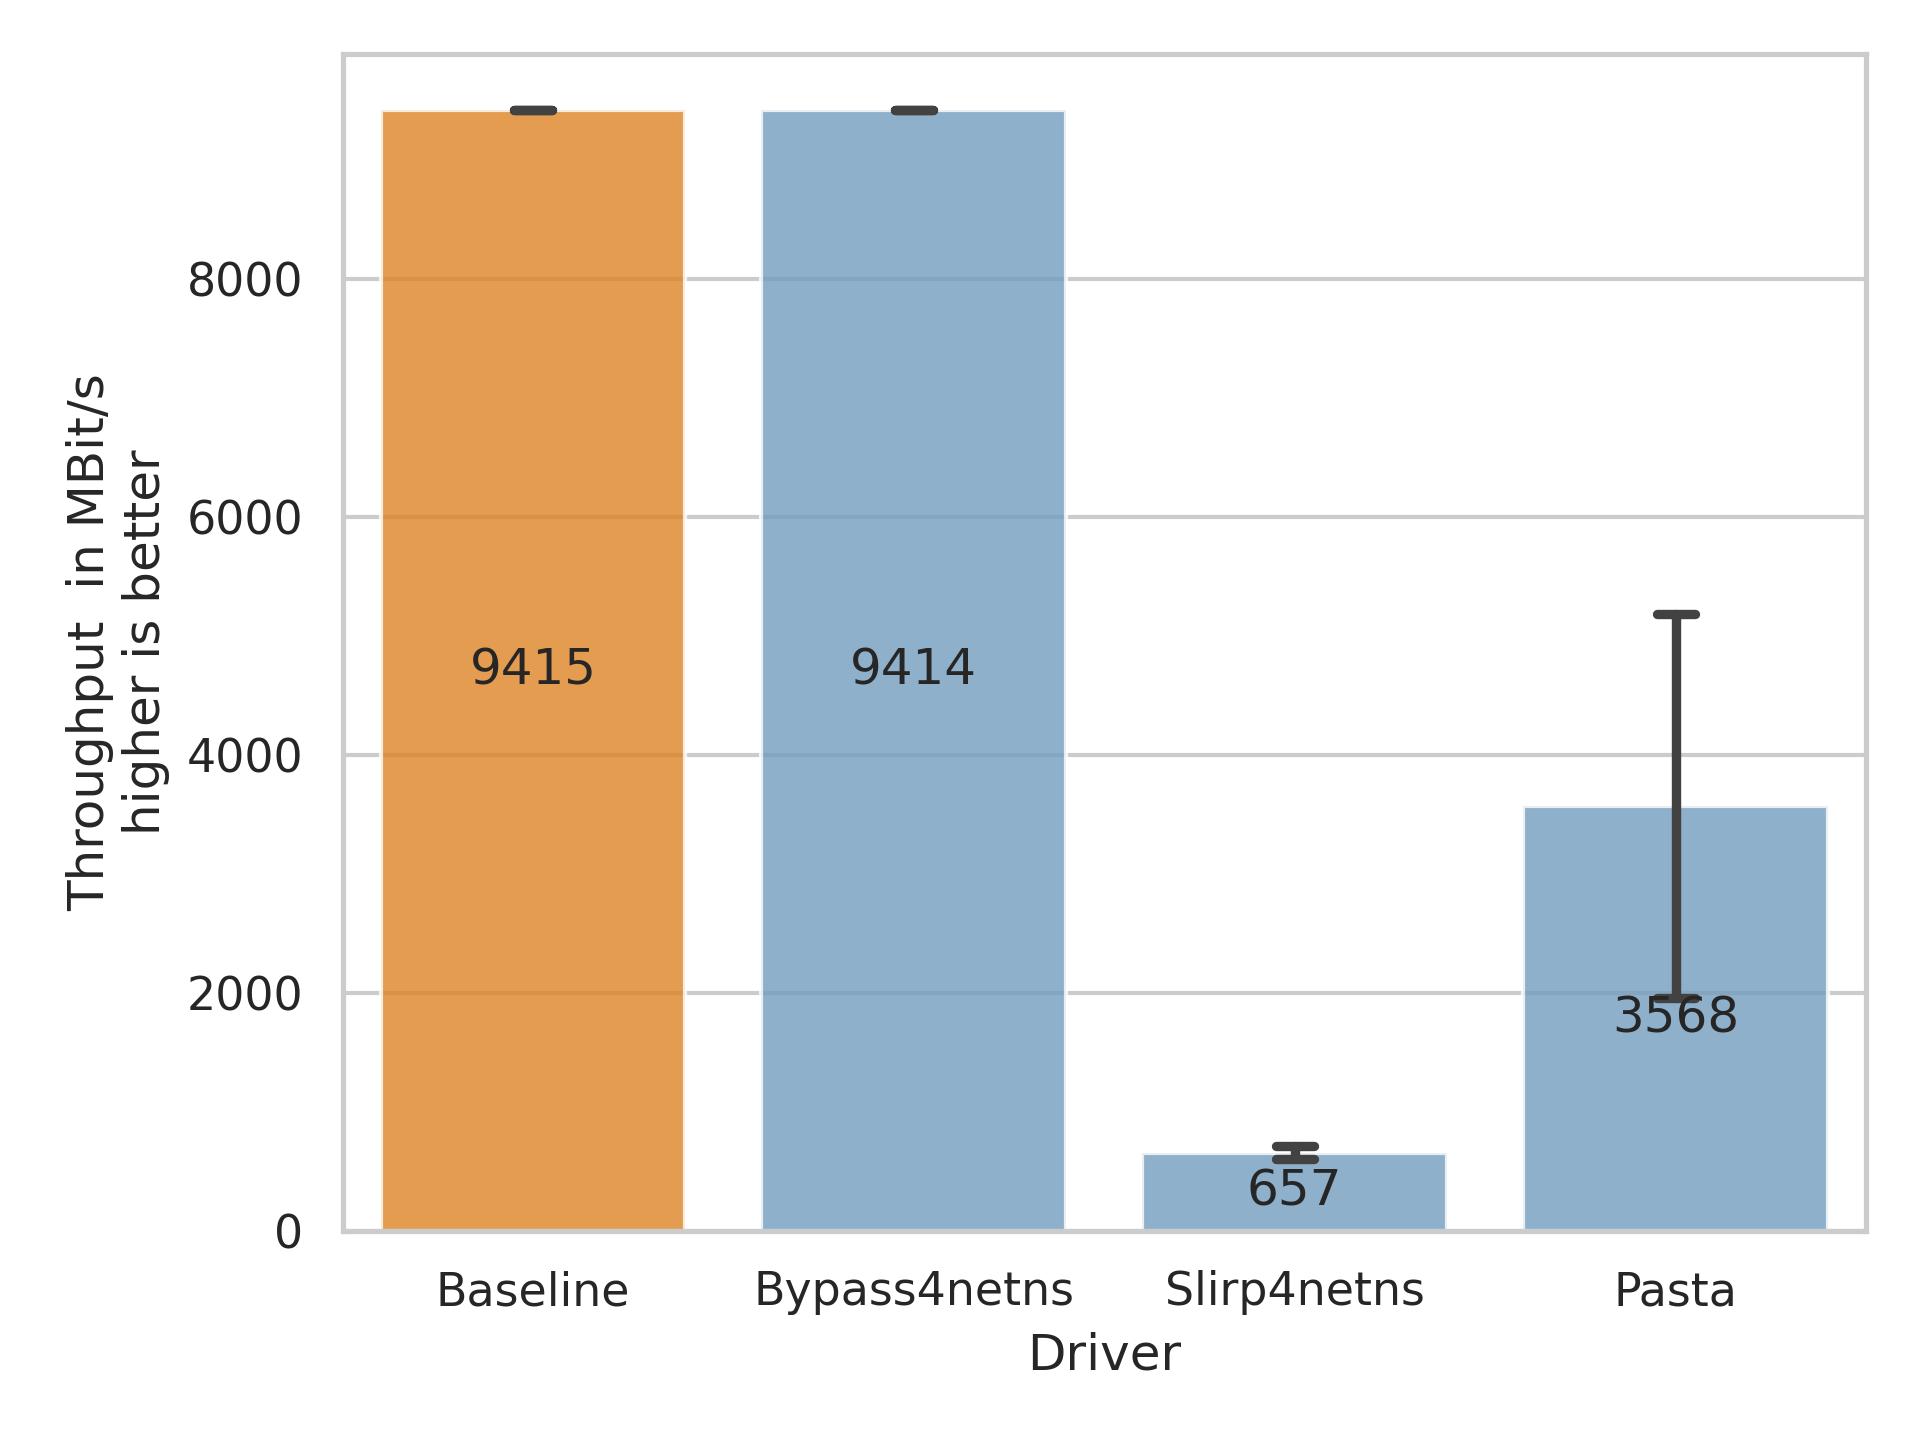 Throughput  in MBit/s
higher is better
8000
6000
4000
2000
0
9415
9414
657
3568
Baseline
Bypass4netns
Slirp4netns
Pasta
Driver